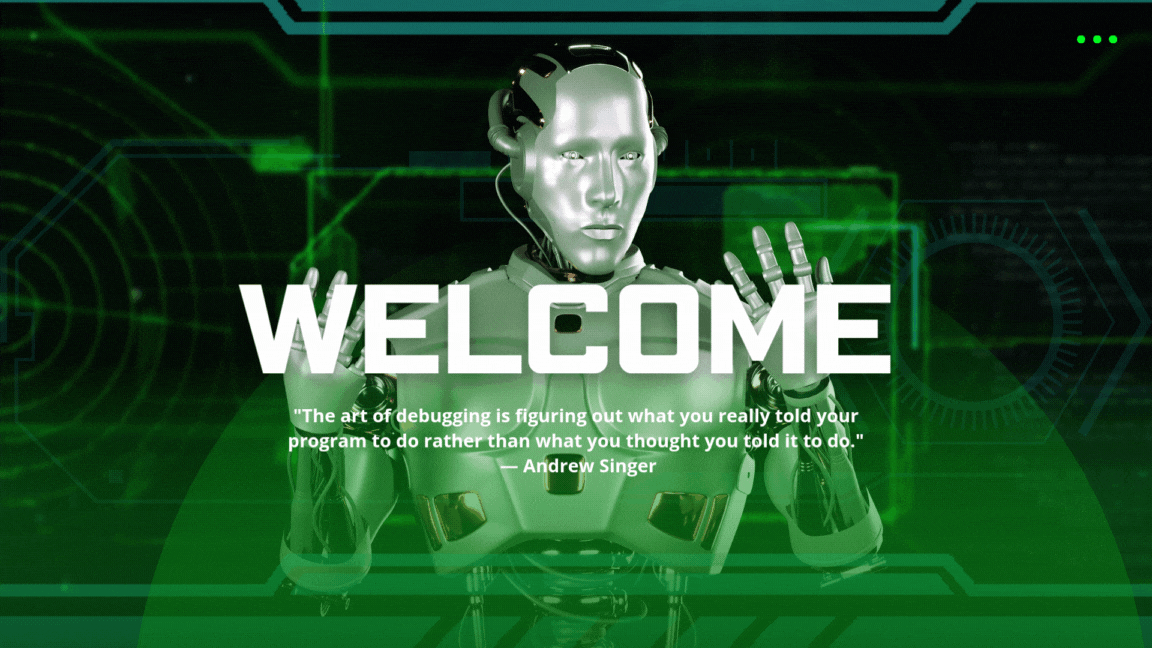 WELCOME
"The art of debugging is figuring out what you really told your
program to do rather than what you thought you told it to do."
— Andrew Singer